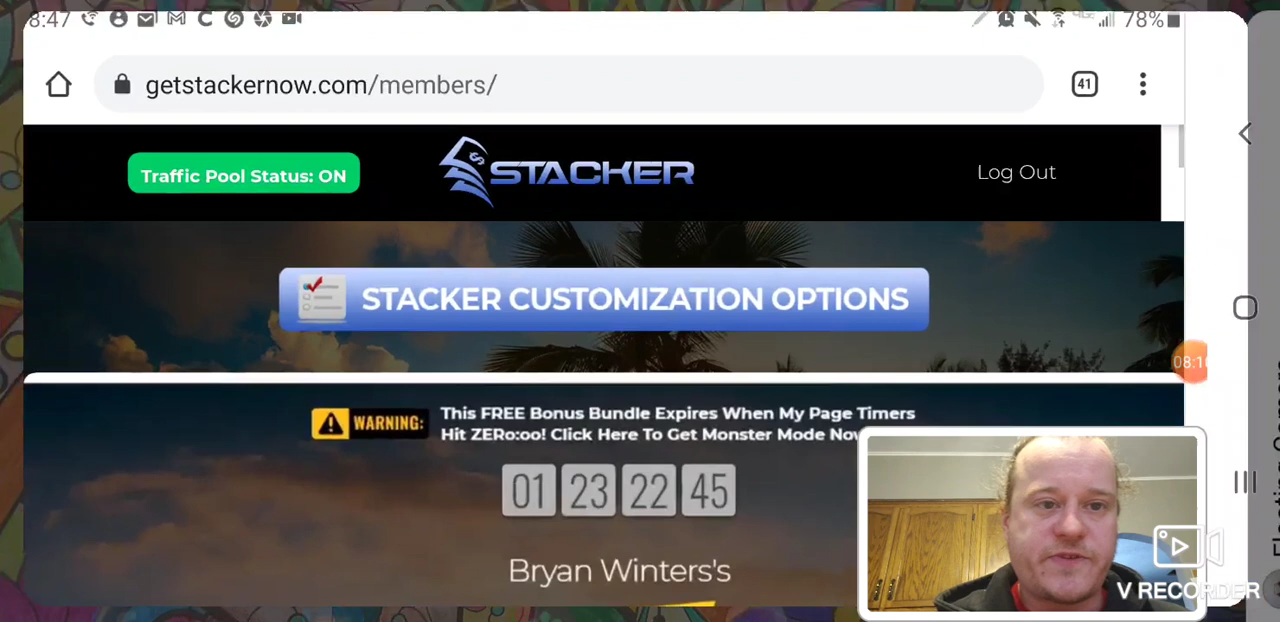 8:47
78%
getstackernow.com/members/
41
Traffic Pool Status: ON
STACKER
Log Out
STACKER CUSTOMIZATION OPTIONS
WARNING:
This FREE Bonus Bundle Expires When My Page Timers
Hit ZERo:oo! Click Here To Get Monster Mode Now
01 23 22 45
Bryan Winters's
V RECORDER